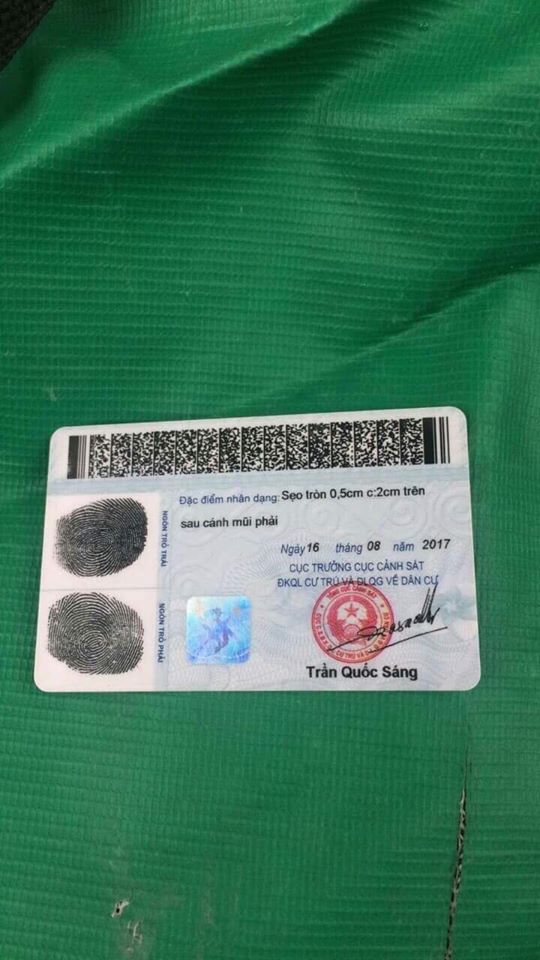 Đặc điểm nhân dạng: Sẹo tròn 0,5cm c:2cm trên
sau cánh mũi phải
Ngày 16 tháng 08 năm 2017
CỤC TRƯỞNG CỤC CẢNH SÁT
ĐKQL CƯ TRÚ VÀ DLQG VỀ DÂN CƯ
Trần Quốc Sáng
NGÓN TRỎ TRÁI
NGÓN TRỎ PHẢI